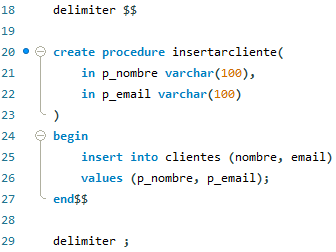 18 delimiter $$
19
20 create procedure insertarcliente(
21 in p_nombre varchar(100),
22 in p_email varchar(100)
23 )
24 begin
25 insert into clientes (nombre, email)
26 values (p_nombre, p_email);
27 end$$
28
29 delimiter ;